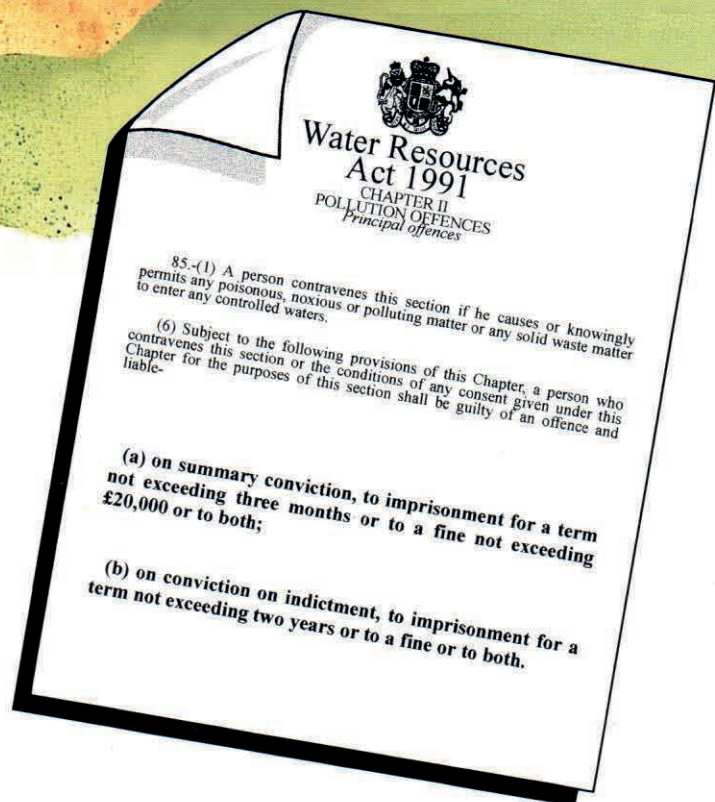 Water Resources
Act 1991
CHAPTER II
POLLUTION OFFENCES
Principal offences
85.-(1) A person contravenes this section if he causes or knowingly
permits any poisonous, noxious or polluting matter or any solid waste matter
to enter any controlled waters.
(6) Subject to the following provisions of this Chapter, a person who
contravenes this section or the conditions of any consent given under this
Chapter for the purposes of this section shall be guilty of an offence and
liable-
(a) on summary conviction, to imprisonment for a term
not exceeding three months or to a fine not exceeding
£20,000 or to both;
(b) on conviction on indictment, to imprisonment for a
term not exceeding two years or to a fine or to both.